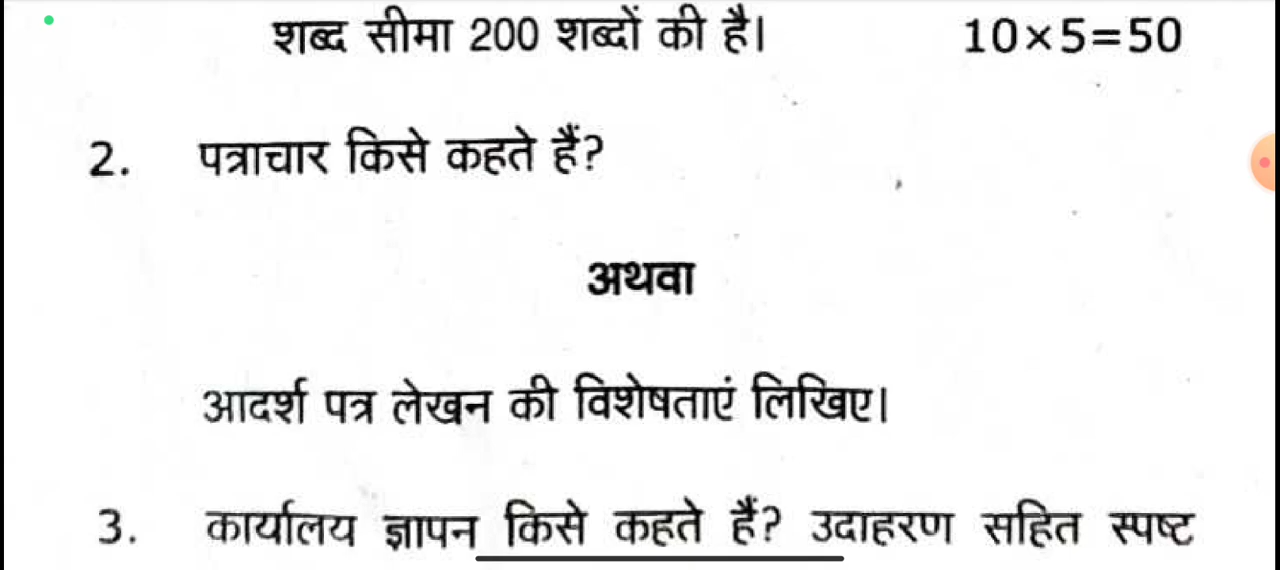 शब्द सीमा 200 शब्दों की है। 10×5=50
2. पत्राचार किसे कहते हैं?
अथवा
आदर्श पत्र लेखन की विशेषताएं लिखिए।
3. कार्यालय ज्ञापन किसे कहते हैं? उदाहरण सहित स्पष्ट